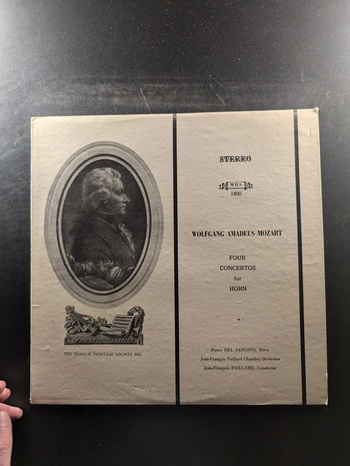 STEREO
MHS
1600
WOLFGANG AMADEUS MOZART
FOUR
CONCERTOS
for
HORN
Pierre DEL VESCOVO, Horn
Jean-François Paillard Chamber Orchestra
Jean-François PAILLARD, Conductor
the musical heritage society inc.